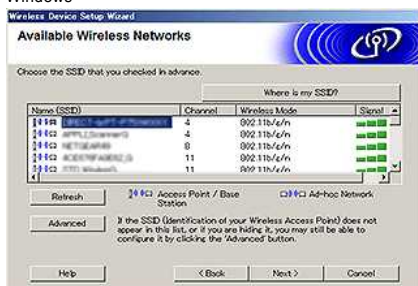 Windows
Wireless Device Setup Wizard
Available Wireless Networks
Choose the SSID that you checked in advance.
Where is my SSID?
Name (SSID) Channel Wireless Mode Signal
4 802.11b/g/n
4 802.11b/g/n
8 802.11b/g/n
11 802.11b/g/n
11 802.11b/g/n
Refresh
Access Point / Base Station
Ad-hoc Network
Advanced
If the SSID (Identification of your Wireless Access Point) does not
appear in this list, or if you are hiding it, you may still be able to
configure it by clicking the 'Advanced' button.
Help
< Back
Next >
Cancel